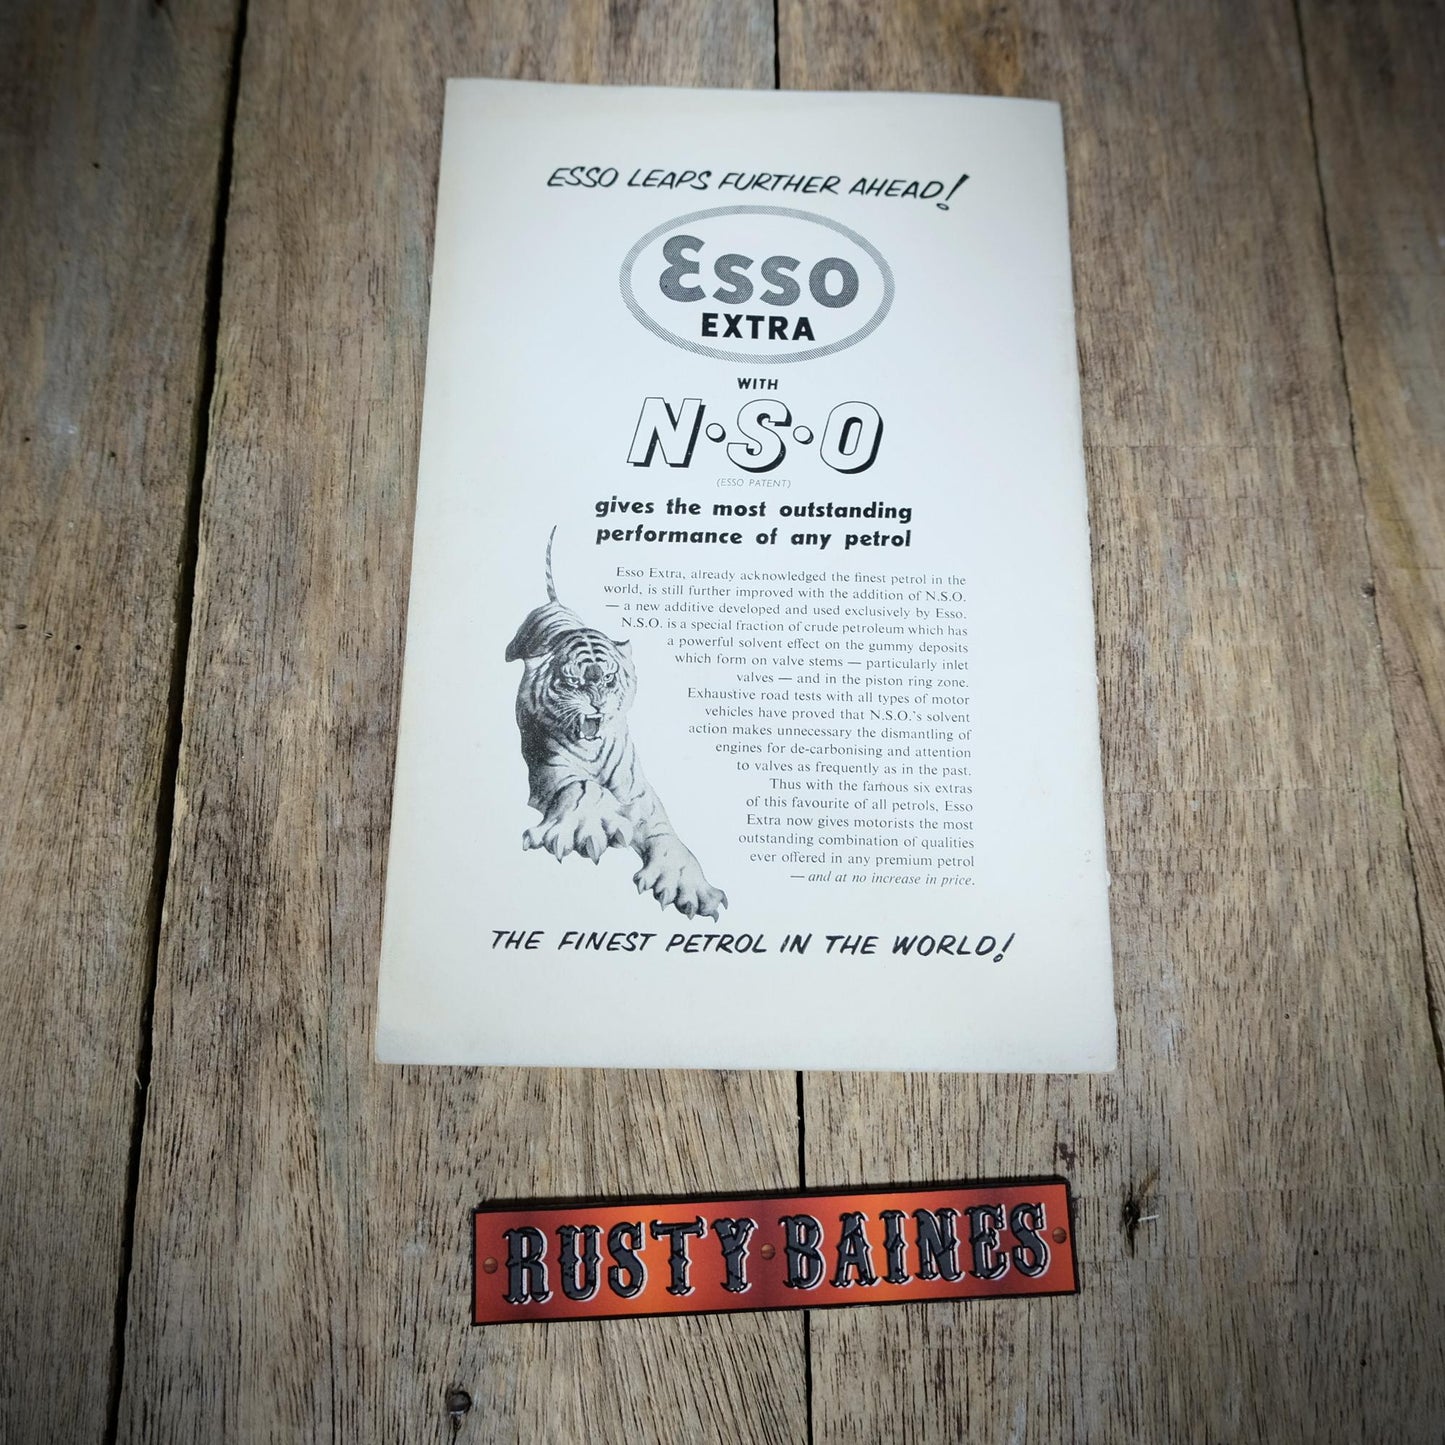 ESSO LEAPS FURTHER AHEAD!
Esso
EXTRA
WITH
N·S·O
(ESSO PATENT)
gives the most outstanding
performance of any petrol
Esso Extra, already acknowledged the finest petrol in the
world, is still further improved with the addition of N.S.O.
— a new additive developed and used exclusively by Esso.
N.S.O. is a special fraction of crude petroleum which has
a powerful solvent effect on the gummy deposits
which form on valve stems — particularly inlet
valves — and in the piston ring zone.
Exhaustive road tests with all types of motor
vehicles have proved that N.S.O.'s solvent
action makes unnecessary the dismantling of
engines for de-carbonising and attention
to valves as frequently as in the past.
Thus with the famous six extras
of this favourite of all petrols, Esso
Extra now gives motorists the most
outstanding combination of qualities
ever offered in any premium petrol
— and at no increase in price.
THE FINEST PETROL IN THE WORLD!
RUSTY BAINES